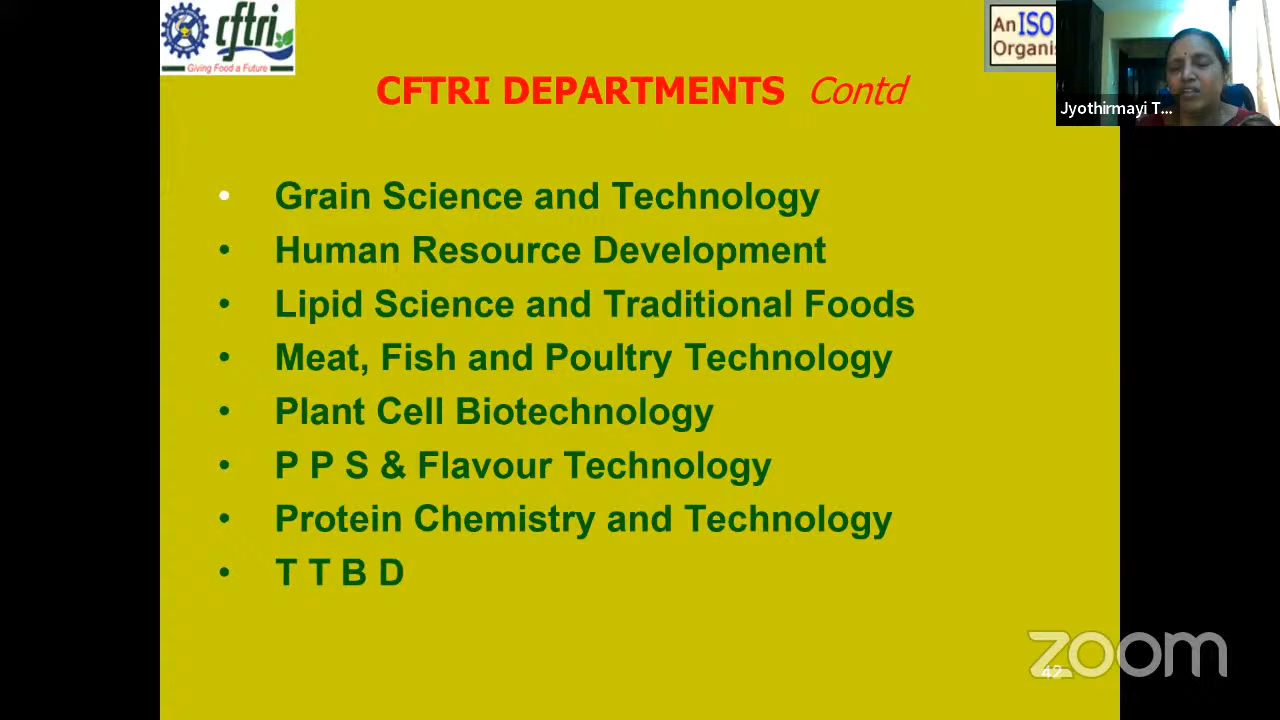 cftri
Giving Food a Future
An ISO
Organis
Jyothirmayi T...
CFTRI DEPARTMENTS Contd
• Grain Science and Technology
• Human Resource Development
• Lipid Science and Traditional Foods
• Meat, Fish and Poultry Technology
• Plant Cell Biotechnology
• P P S & Flavour Technology
• Protein Chemistry and Technology
• T T B D
zoom
42